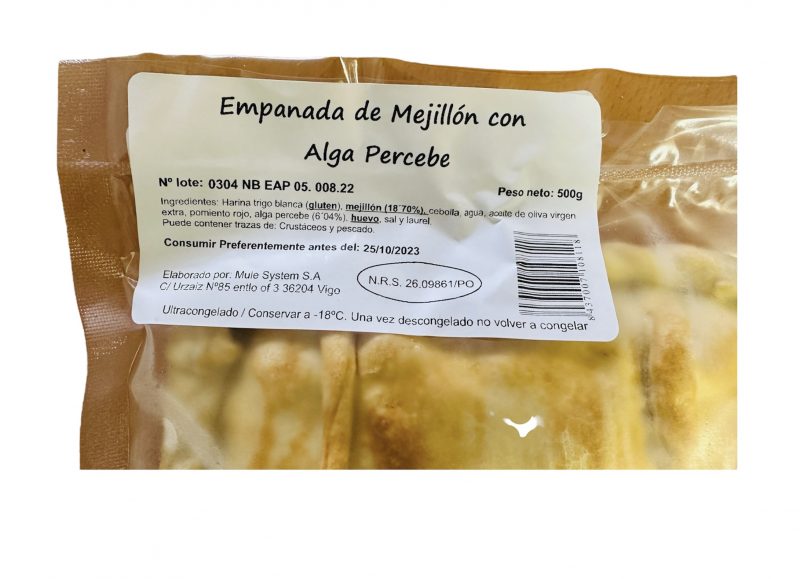 Empanada de Mejillón con
Alga Percebe
Nº lote: 0304 NB EAP 05. 008.22
Peso neto: 500g
Ingredientes: Harina trigo blanca (gluten), mejillón (18´70%), cebolla, agua, aceite de oliva virgen
extra, pomiento rojo, alga percebe (6´04%), huevo, sal y laurel.
Puede contener trazas de: Crustáceos y pescado.
Consumir Preferentemente antes del: 25/10/2023
Elaborado por: Muie System S.A
C/ Urzaiz Nº85 entlo of 3 36204 Vigo
N.R.S. 26.09861/PO
8437007108118
Ultracongelado / Conservar a -18ºC. Una vez descongelado no volver a congelar